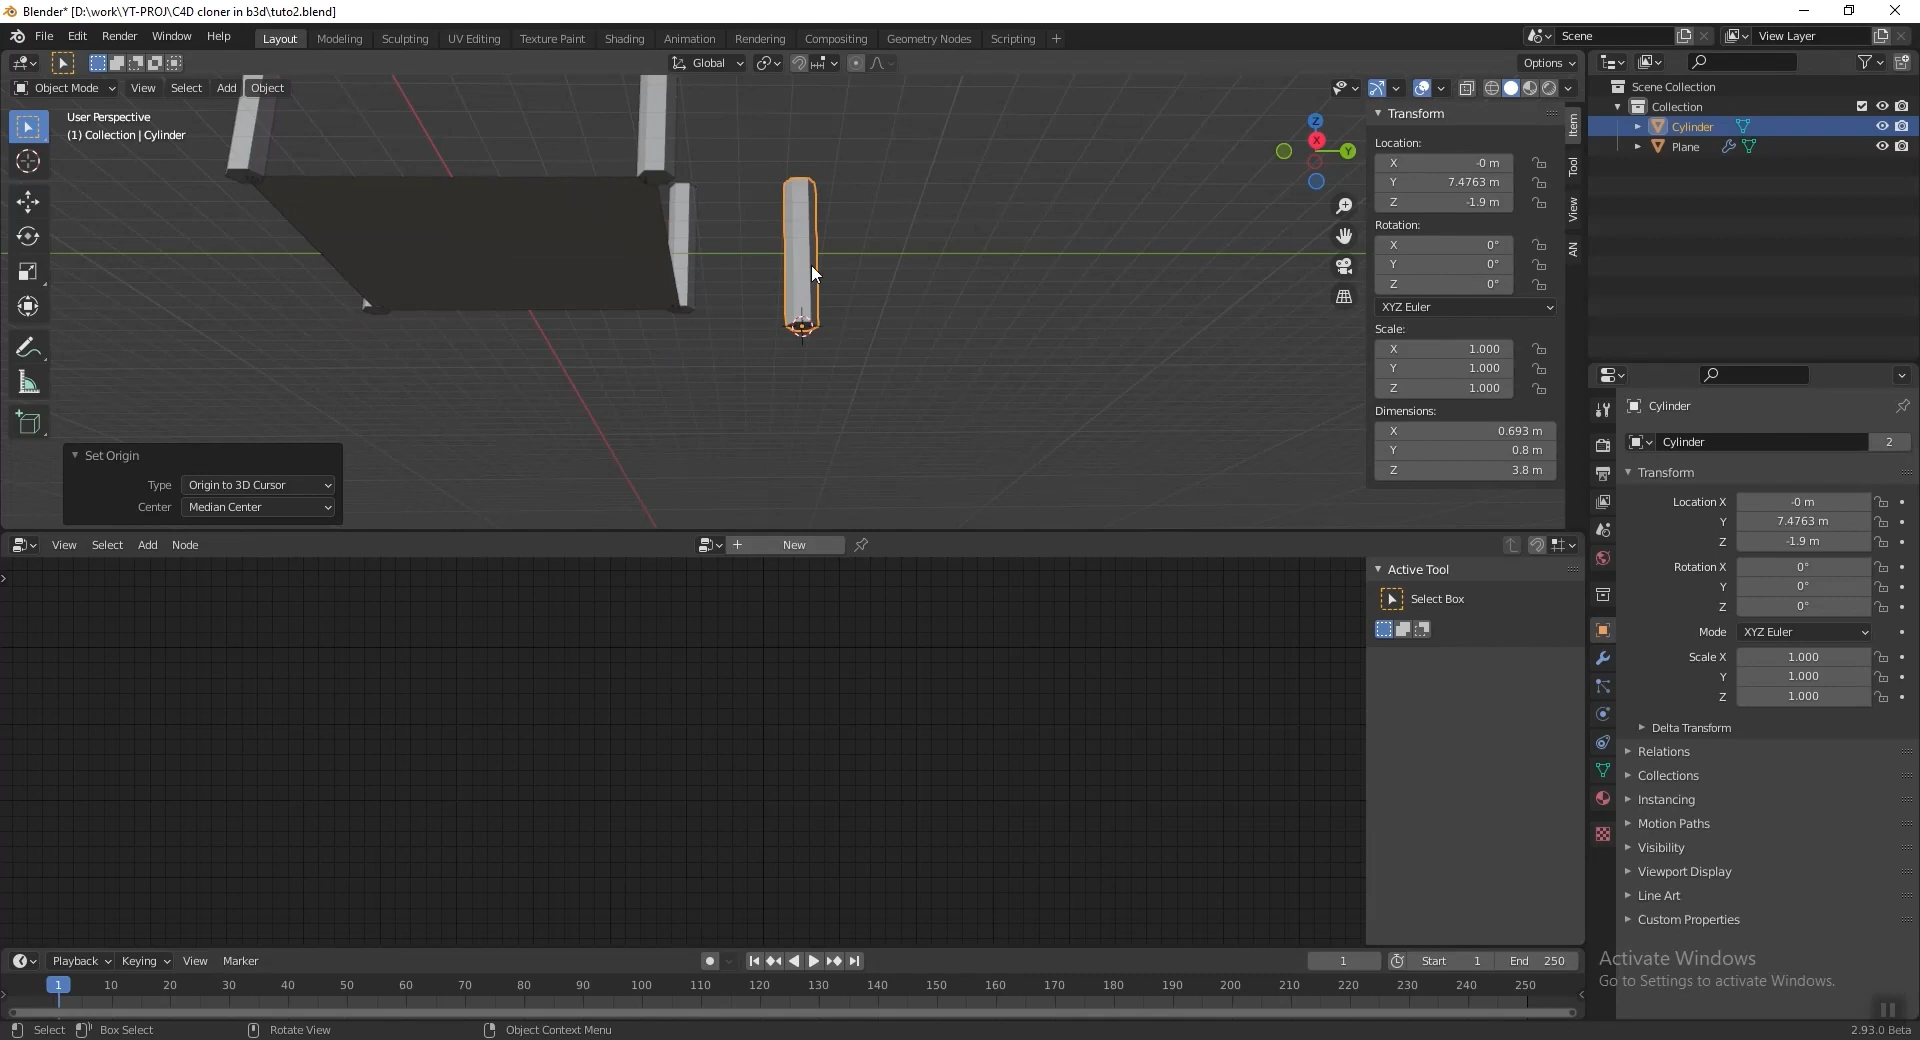 Blender* [D:\work\YT-PROJ\C4D cloner in b3d\tuto2.blend]
File Edit Render Window Help Layout Modeling Sculpting UV Editing Texture Paint Shading Animation Rendering Compositing Geometry Nodes Scripting + Scene View Layer
Global Options
Object Mode View Select Add Object
User Perspective
(1) Collection | Cylinder
Z
X
Y
Transform
Location:
X -0 m
Y 7.4763 m
Z -1.9 m
Rotation:
X 0°
Y 0°
Z 0°
XYZ Euler
Scale:
X 1.000
Y 1.000
Z 1.000
Dimensions:
X 0.693 m
Y 0.8 m
Z 3.8 m
Item
Tool
View
AN
Scene Collection
Collection
Cylinder
Plane
Set Origin
Type Origin to 3D Cursor
Center Median Center
View Select Add Node + New
Active Tool
Select Box
Cylinder
Cylinder 2
Transform
Location X -0 m
Y 7.4763 m
Z -1.9 m
Rotation X 0°
Y 0°
Z 0°
Mode XYZ Euler
Scale X 1.000
Y 1.000
Z 1.000
Delta Transform
Relations
Collections
Instancing
Motion Paths
Visibility
Viewport Display
Line Art
Custom Properties
Activate Windows
Go to Settings to activate Windows.
Playback Keying View Marker 1 Start 1 End 250
1 10 20 30 40 50 60 70 80 90 100 110 120 130 140 150 160 170 180 190 200 210 220 230 240 250
Select Box Select Rotate View Object Context Menu 2.93.0 Beta